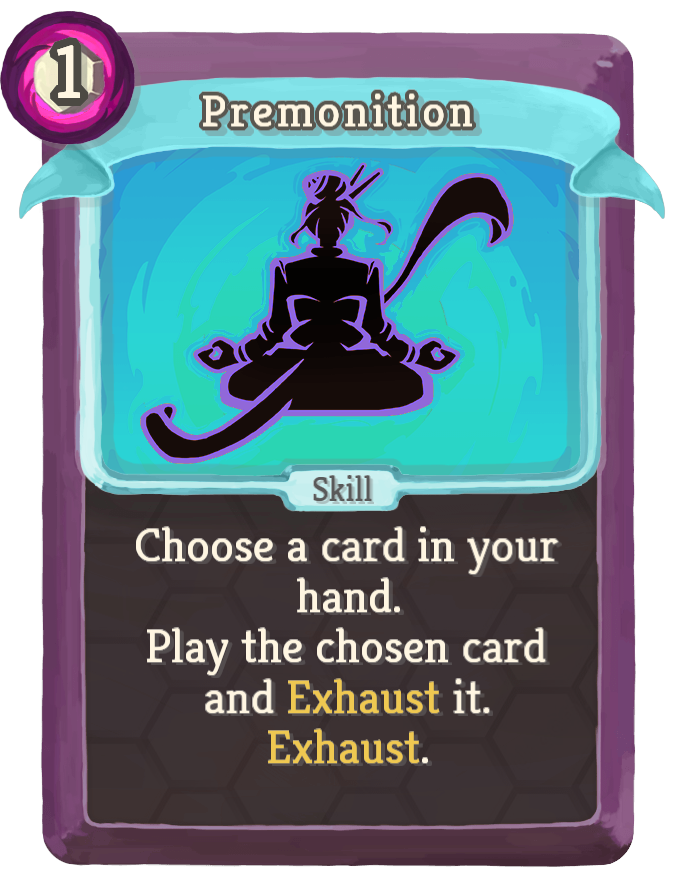 1
Premonition
Skill
Choose a card in your
hand.
Play the chosen card
and Exhaust it.
Exhaust.